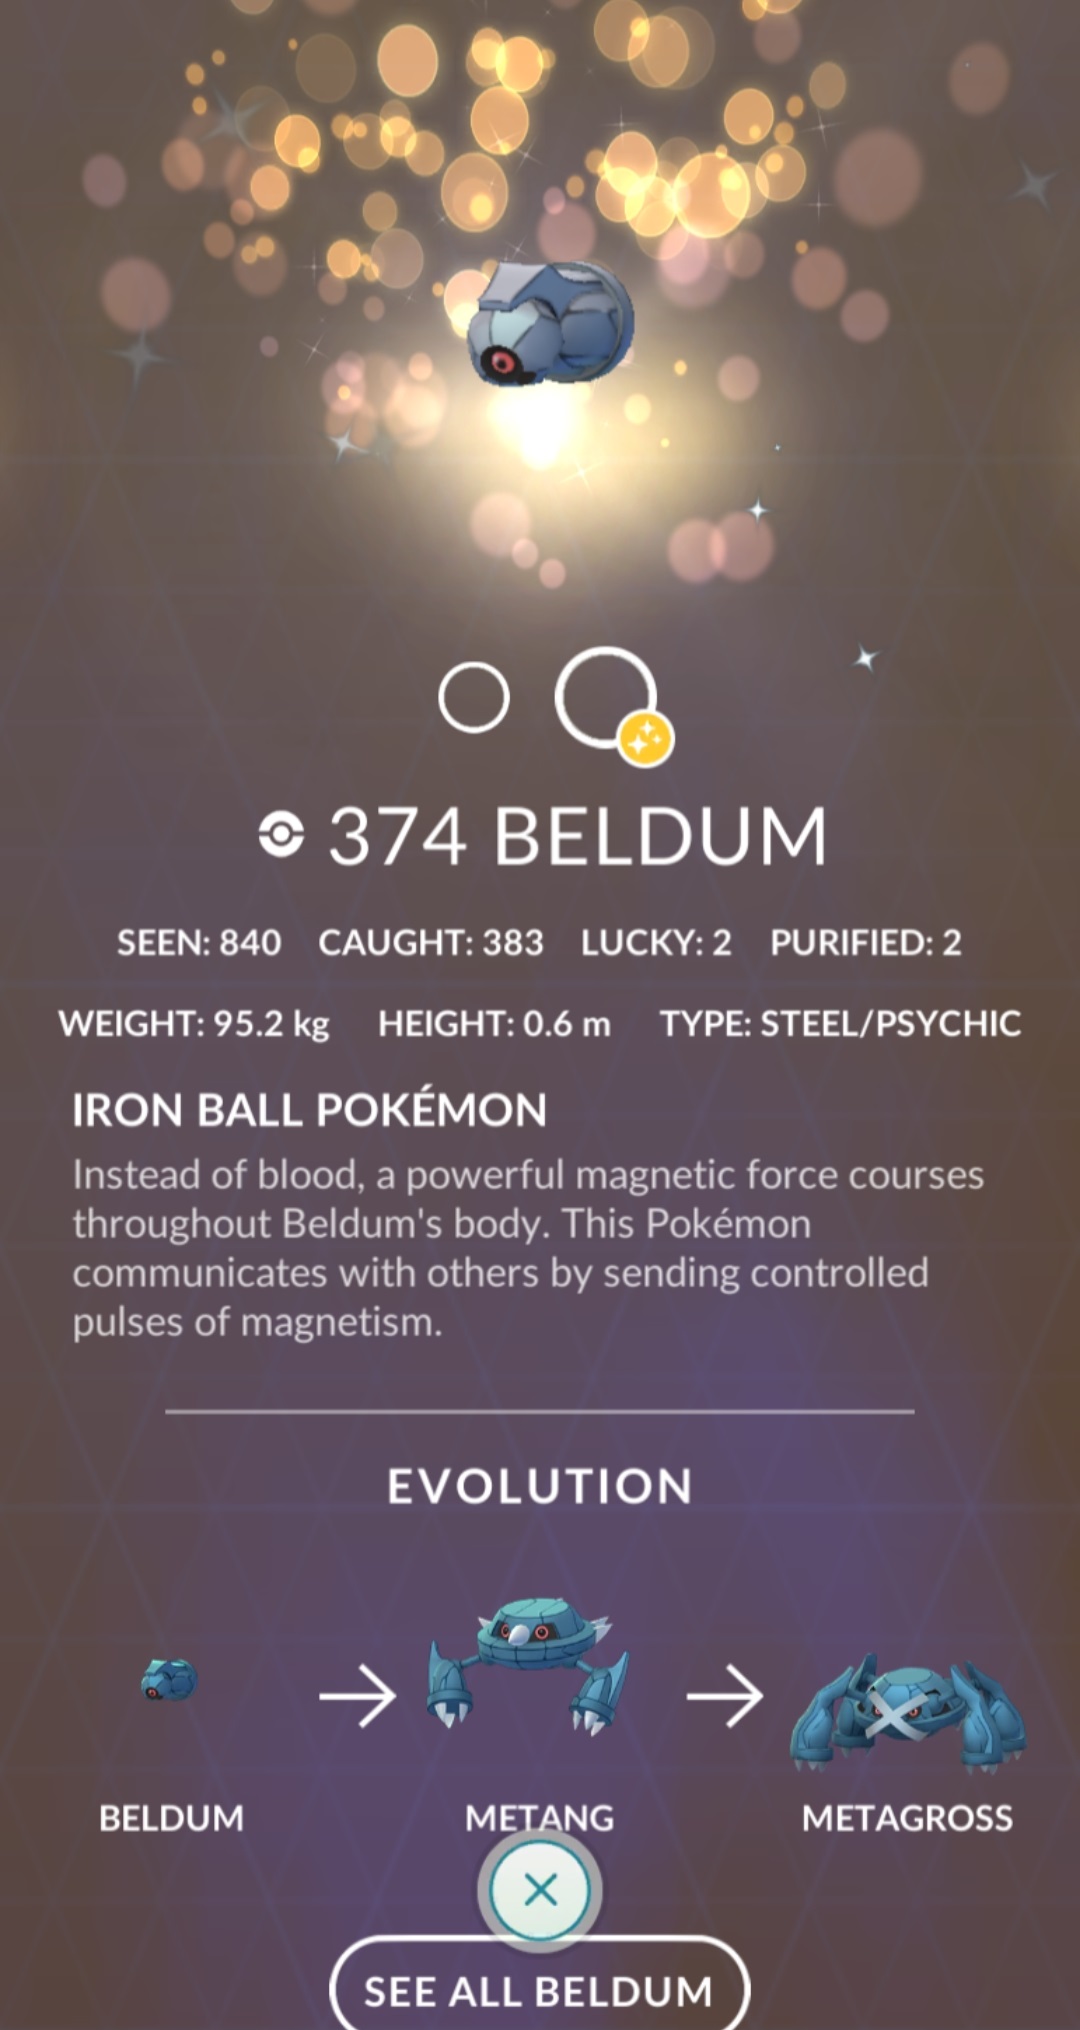 374 BELDUM
SEEN: 840 CAUGHT: 383 LUCKY: 2 PURIFIED: 2
WEIGHT: 95.2 kg HEIGHT: 0.6 m TYPE: STEEL/PSYCHIC
IRON BALL POKÉMON
Instead of blood, a powerful magnetic force courses
throughout Beldum's body. This Pokémon
communicates with others by sending controlled
pulses of magnetism.
EVOLUTION
BELDUM METANG METAGROSS
SEE ALL BELDUM